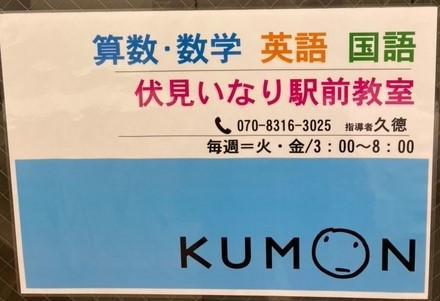 算数・数学 英語 国語
伏見いなり駅前教室
070-8316-3025 指導者 久德
毎週＝火・金/3：00〜8：00
KUMON